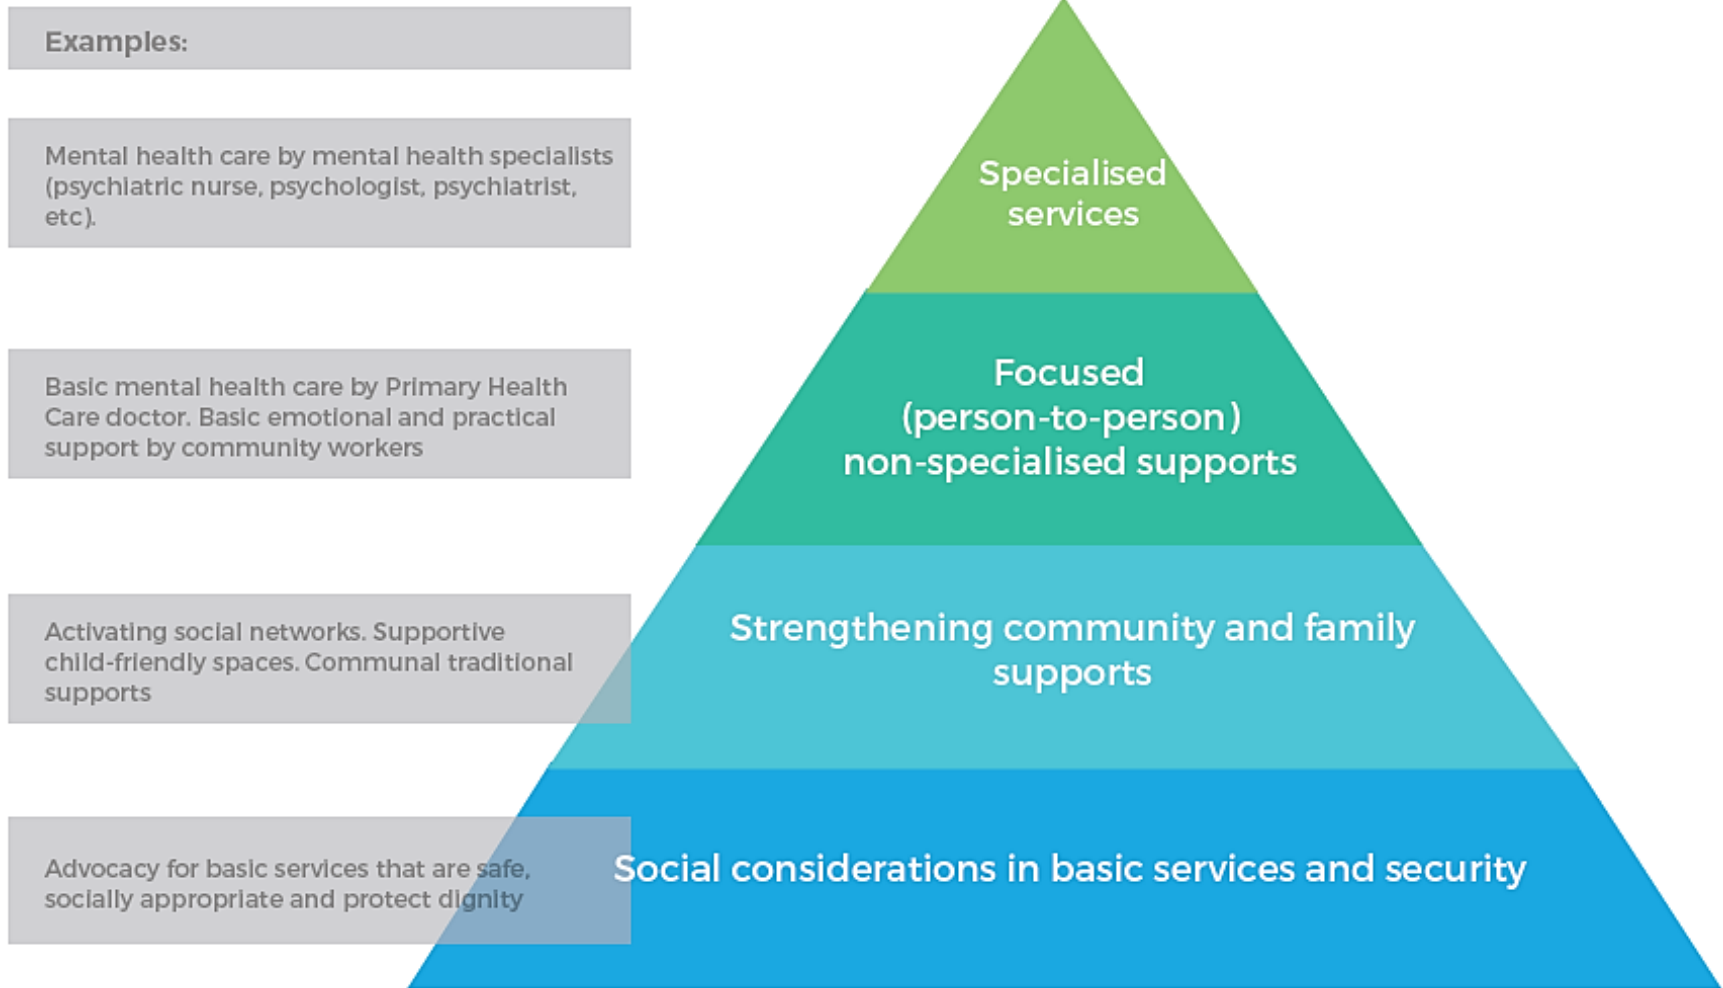 Examples:
Mental health care by mental health specialists
(psychiatric nurse, psychologist, psychiatrist,
etc).
Specialised
services
Basic mental health care by Primary Health
Care doctor. Basic emotional and practical
support by community workers
Focused
(person-to-person)
non-specialised supports
Activating social networks. Supportive
child-friendly spaces. Communal traditional
supports
Strengthening community and family
supports
Advocacy for basic services that are safe,
socially appropriate and protect dignity
Social considerations in basic services and security